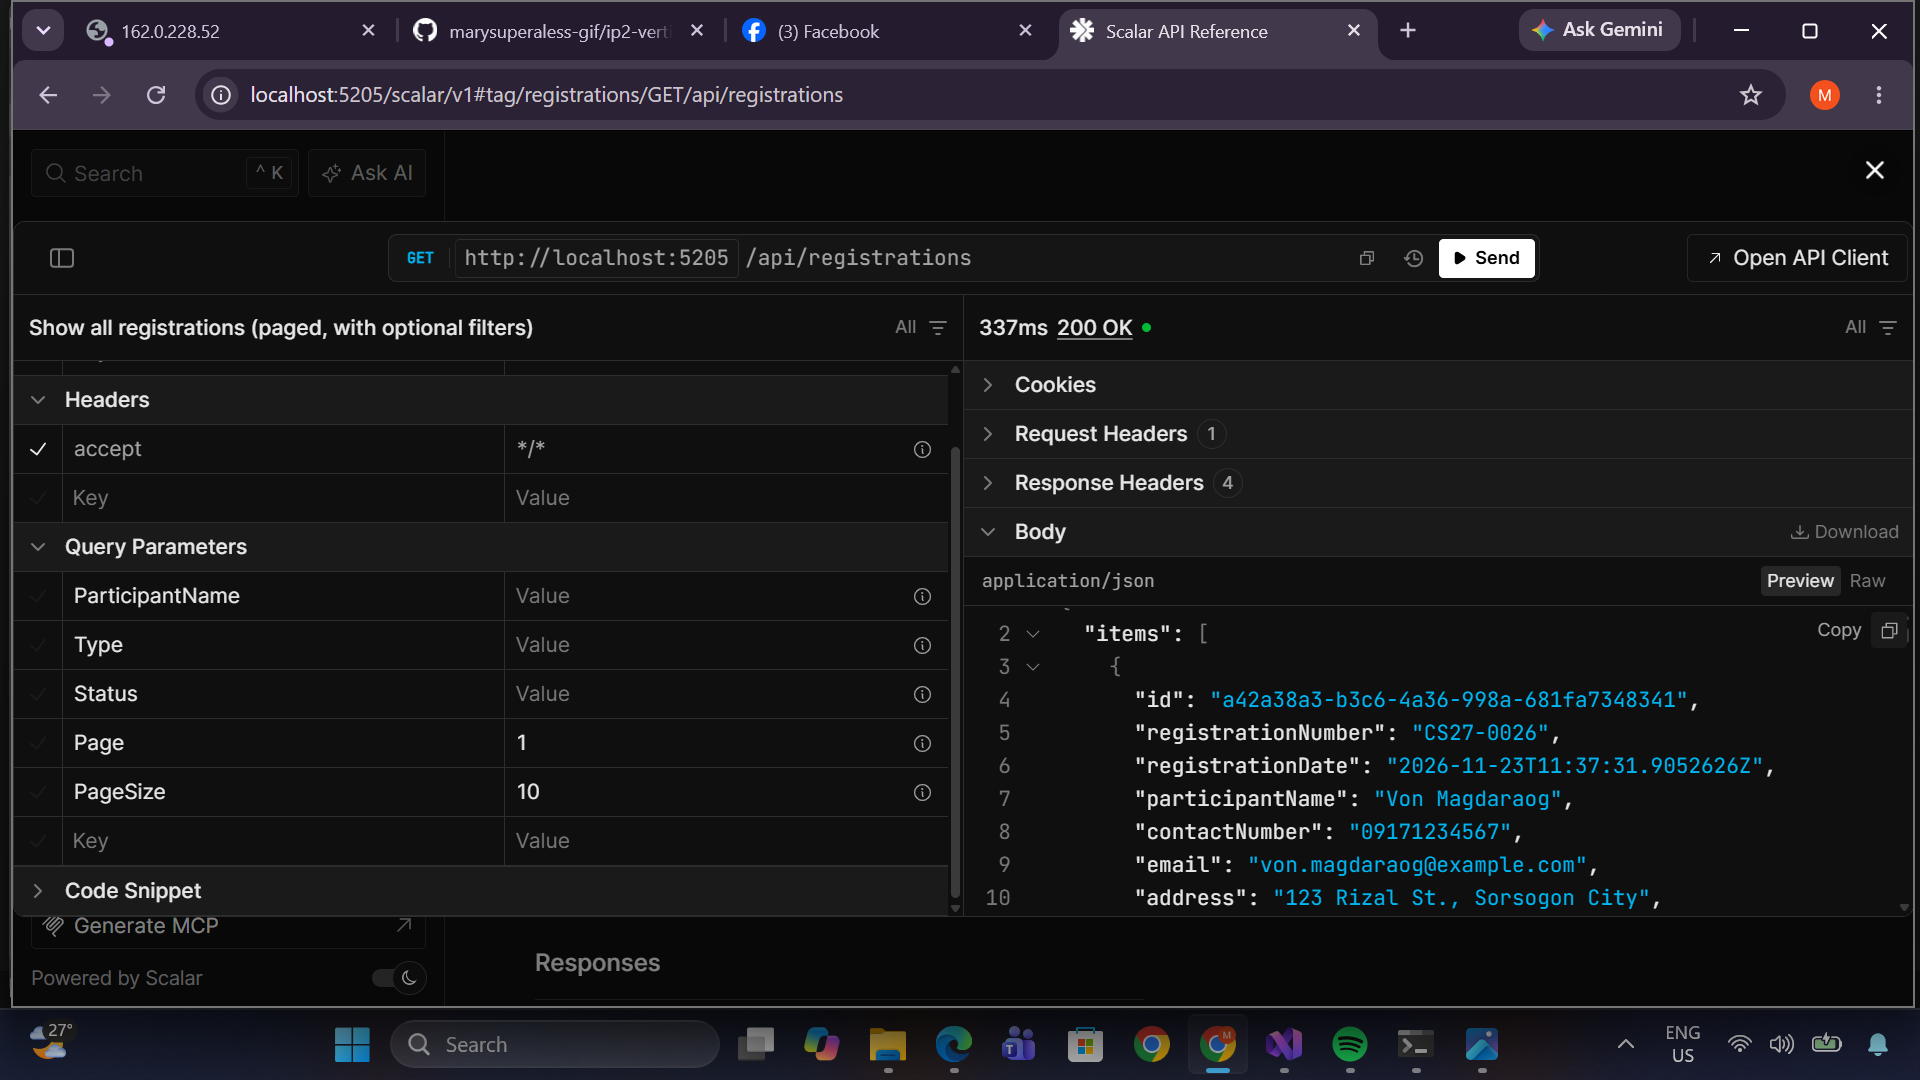 162.0.228.52
marysuperaless-gif/ip2-verti
(3) Facebook
Scalar API Reference
Ask Gemini
localhost:5205/scalar/v1#tag/registrations/GET/api/registrations
M
Search
^ K
Ask AI
GET
http://localhost:5205
/api/registrations
Send
Open API Client
Show all registrations (paged, with optional filters)
All
337ms 200 OK
All
Headers
accept
*/*
Key
Value
Query Parameters
ParticipantName
Value
Type
Value
Status
Value
Page
1
PageSize
10
Key
Value
Code Snippet
Cookies
Request Headers 1
Response Headers 4
Body
Download
application/json
Preview
Raw
Copy
2 "items": [
3 {
4 "id": "a42a38a3-b3c6-4a36-998a-681fa7348341",
5 "registrationNumber": "CS27-0026",
6 "registrationDate": "2026-11-23T11:37:31.9052626Z",
7 "participantName": "Von Magdaraog",
8 "contactNumber": "09171234567",
9 "email": "von.magdaraog@example.com",
10 "address": "123 Rizal St., Sorsogon City",
Generate MCP
Powered by Scalar
Responses
27°
Search
ENG
US